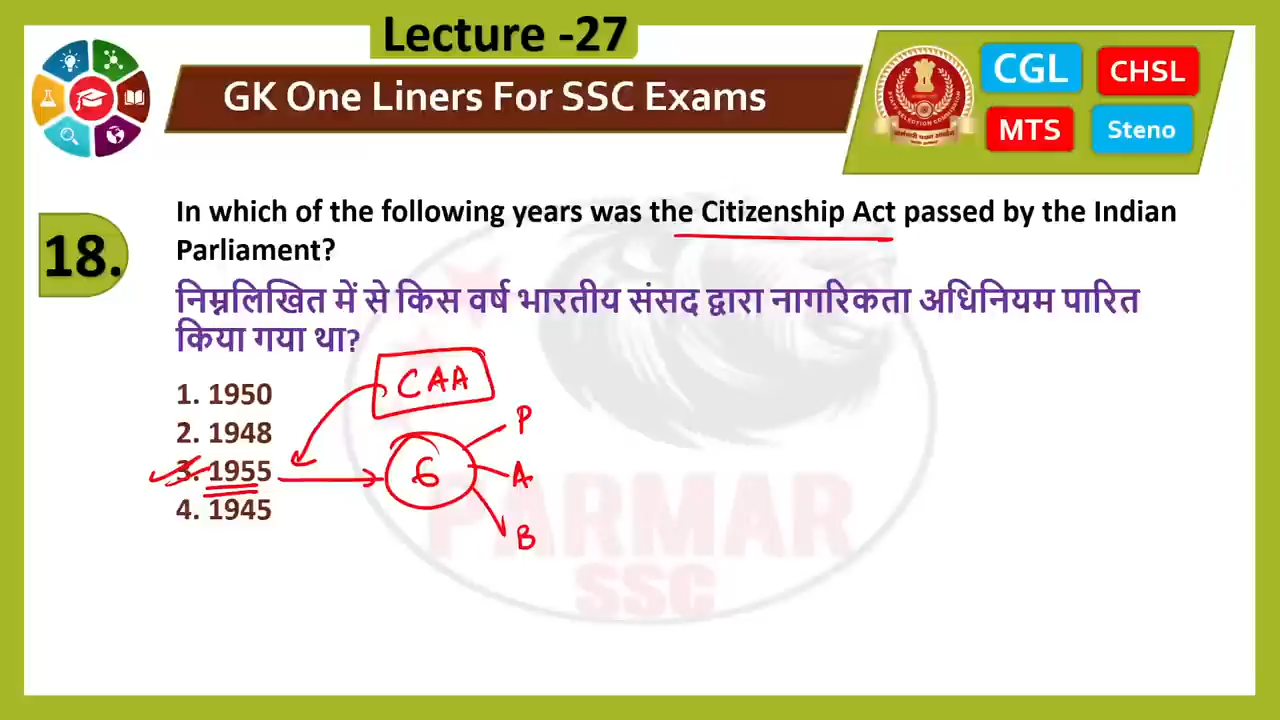 Lecture -27
GK One Liners For SSC Exams
CGL
CHSL
MTS
Steno
18.
In which of the following years was the Citizenship Act passed by the Indian
Parliament?
निम्नलिखित में से किस वर्ष भारतीय संसद द्वारा नागरिकता अधिनियम पारित
किया गया था?
1. 1950
2. 1948
3. 1955
4. 1945
CAA
6
P
A
B
PARMAR
SSC